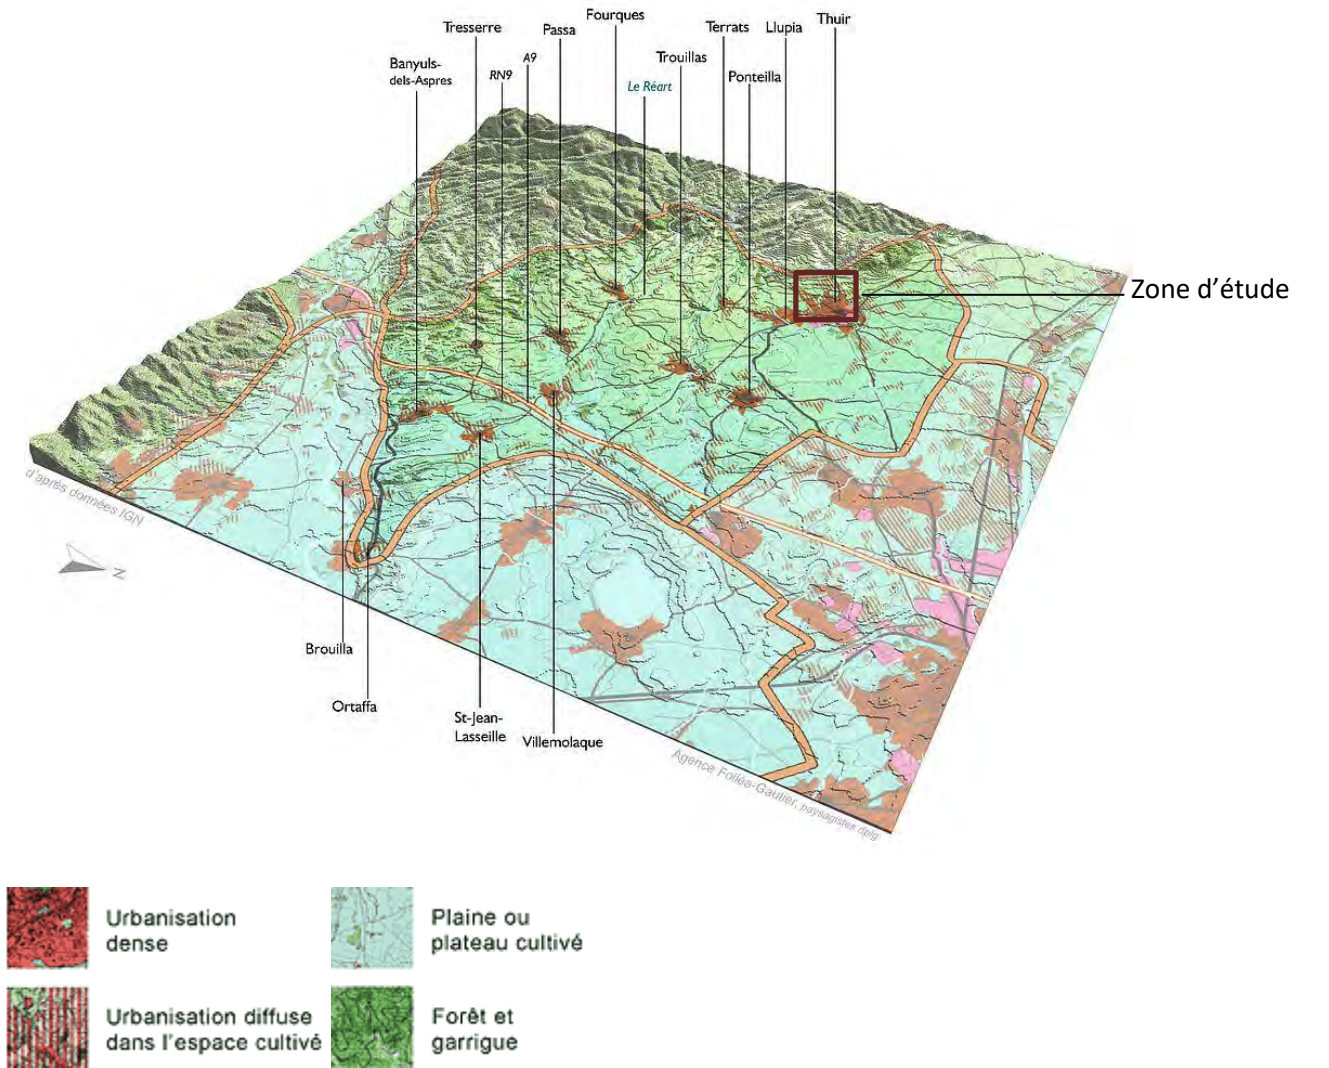 Fourques
Thuir
Tresserre
Passa
Terrats
Llupia
A9
Trouillas
Banyuls-
dels-Aspres
RN9
Le Réart
Ponteilla
Zone d'étude
d'après données IGN
N
Brouilla
Ortaffa
St-Jean-
Lasseille
Villemolaque
Agence Folléa-Gautier, paysagistes dplg
Urbanisation
dense
Plaine ou
plateau cultivé
Urbanisation diffuse
dans l'espace cultivé
Forêt et
garrigue